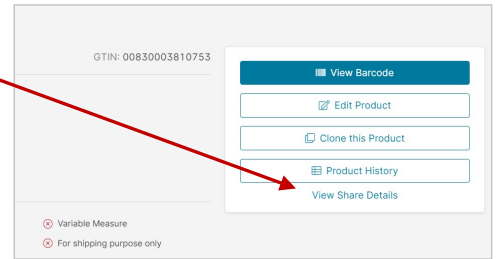 GTIN: 00830003810753
View Barcode
Edit Product
Clone this Product
Product History
View Share Details
Variable Measure
For shipping purpose only